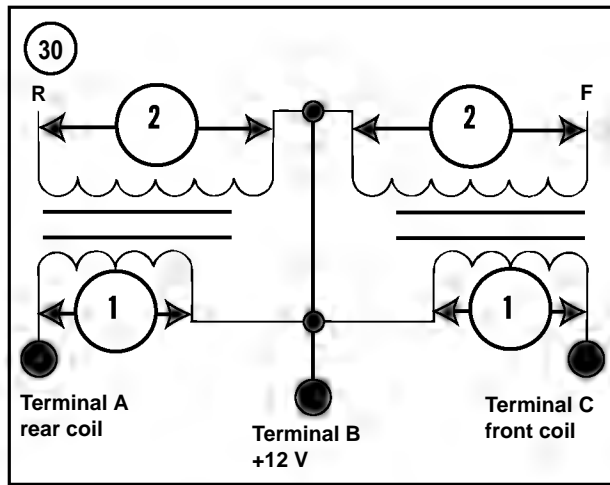 30
R
F
2
2
1
1
Terminal A
rear coil
Terminal B
+12 V
Terminal C
front coil